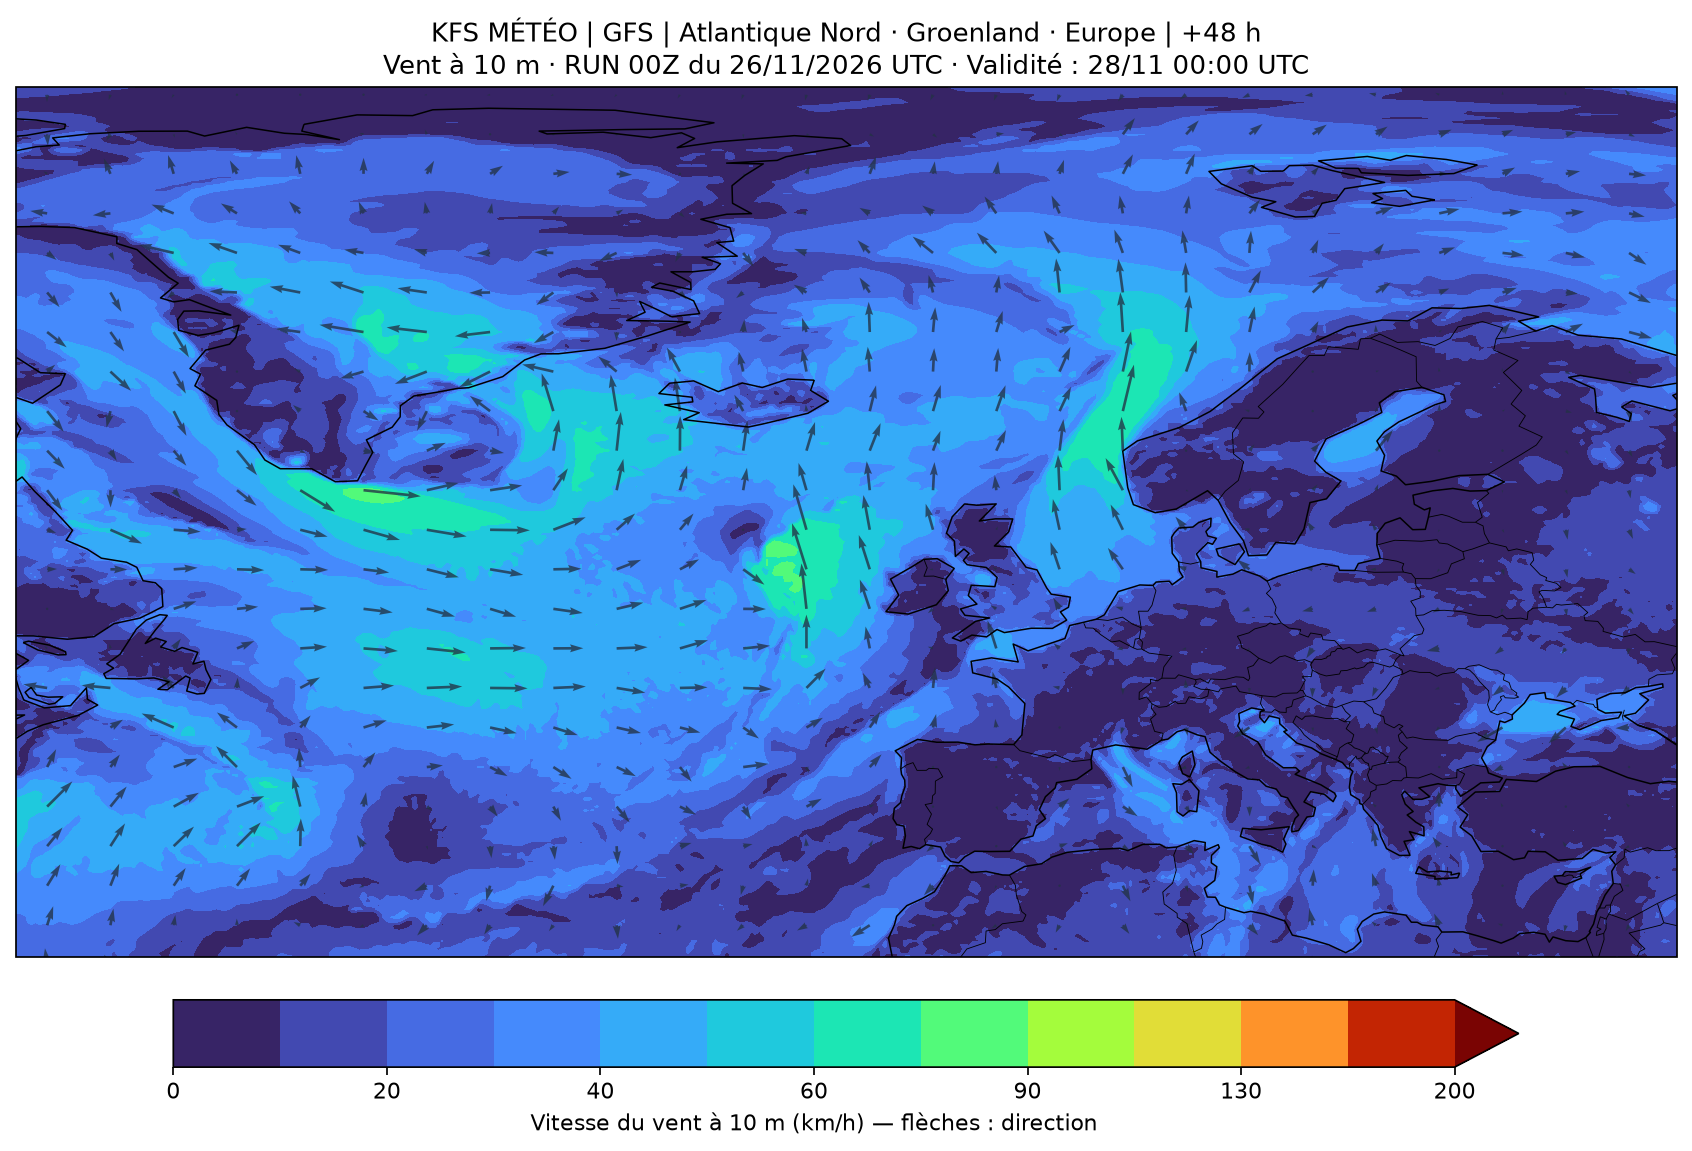 KFS MÉTÉO | GFS | Atlantique Nord · Groenland · Europe | +48 h
Vent à 10 m · RUN 00Z du 26/11/2026 UTC · Validité : 28/11 00:00 UTC
0 20 40 60 90 130 200
Vitesse du vent à 10 m (km/h) — flèches : direction